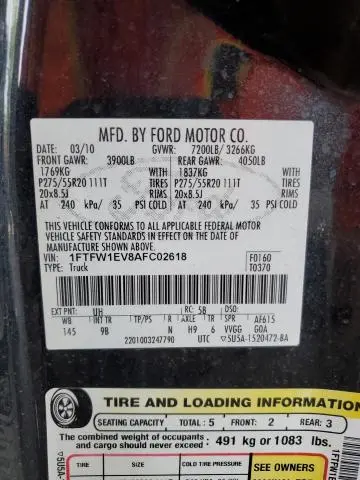 MFD. BY FORD MOTOR CO.
DATE: 03/10 GVWR: 7200LB/ 3266KG
FRONT GAWR: 3900LB REAR GAWR: 4050LB
1769KG WITH 1837KG WITH
P275/55R20 111T TIRES P275/55R20 111T TIRES
20x8.5J RIMS 20x8.5J RIMS
AT 240 kPa/ 35 PSI COLD AT 240 kPa/ 35 PSI COLD
THIS VEHICLE CONFORMS TO ALL APPLICABLE FEDERAL MOTOR VEHICLE
SAFETY STANDARDS IN EFFECT ON THE DATE OF MANUFACTURE SHOWN ABOVE.
VIN: 1FTFW1EV8AFC02618 F0160
TYPE: Truck T0370
EXT PNT: UH RC: 58 DSO:
WB INT TR TP/PS R AXLE TR SPR AF615
145 9B N H9 6 VVGG G0A
2201003247790 UTC ▽5U5A-1520472-BA
TIRE AND LOADING INFORMATION
SEATING CAPACITY TOTAL: 5 FRONT: 2 REAR: 3
The combined weight of occupants and cargo should never exceed: 491 kg or 1083 lbs.
TIRE SIZE COLD TIRE PRESSURE SEE OWNER
▽5U5A-